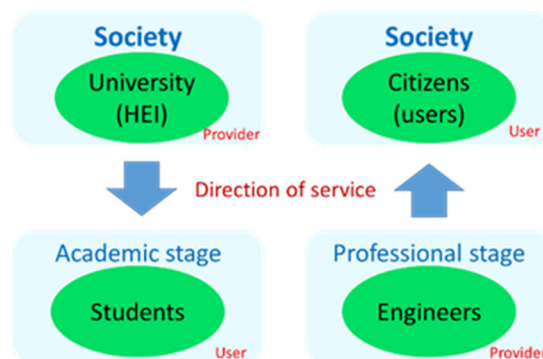 Society
University
(HEI)
Provider
Society
Citizens
(users)
User
Direction of service
Academic stage
Students
User
Professional stage
Engineers
Provider